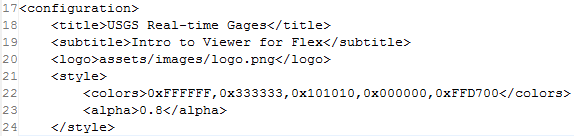 17<configuration>
18    <title>USGS Real-time Gages</title>
19    <subtitle>Intro to Viewer for Flex</subtitle>
20    <logo>assets/images/logo.png</logo>
21    <style>
22        <colors>0xFFFFFF,0x333333,0x101010,0x000000,0xFFD700</colors>
23        <alpha>0.8</alpha>
24    </style>